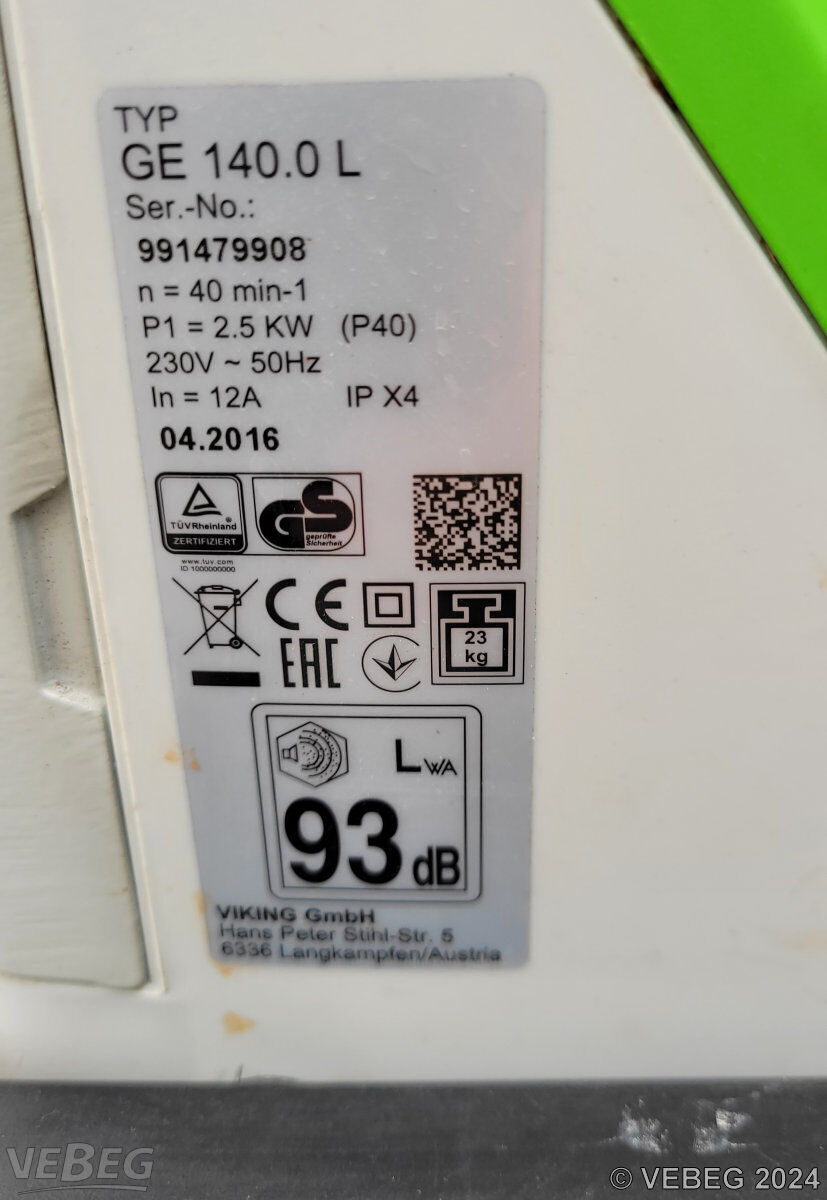 TYP
GE 140.0 L
Ser.-No.:
991479908
n = 40 min-1
P1 = 2.5 KW (P40)
230V ~ 50Hz
In = 12A IP X4
04.2016
TÜVRheinland ®
ZERTIFIZIERT
GS
geprüfte
Sicherheit
www.tuv.com
ID 1000000000
CE
EAC
23
kg
LWA
93 dB
VIKING GmbH
Hans Peter Stihl-Str. 5
6336 Langkampfen/Austria
VEBEG
© VEBEG 2024